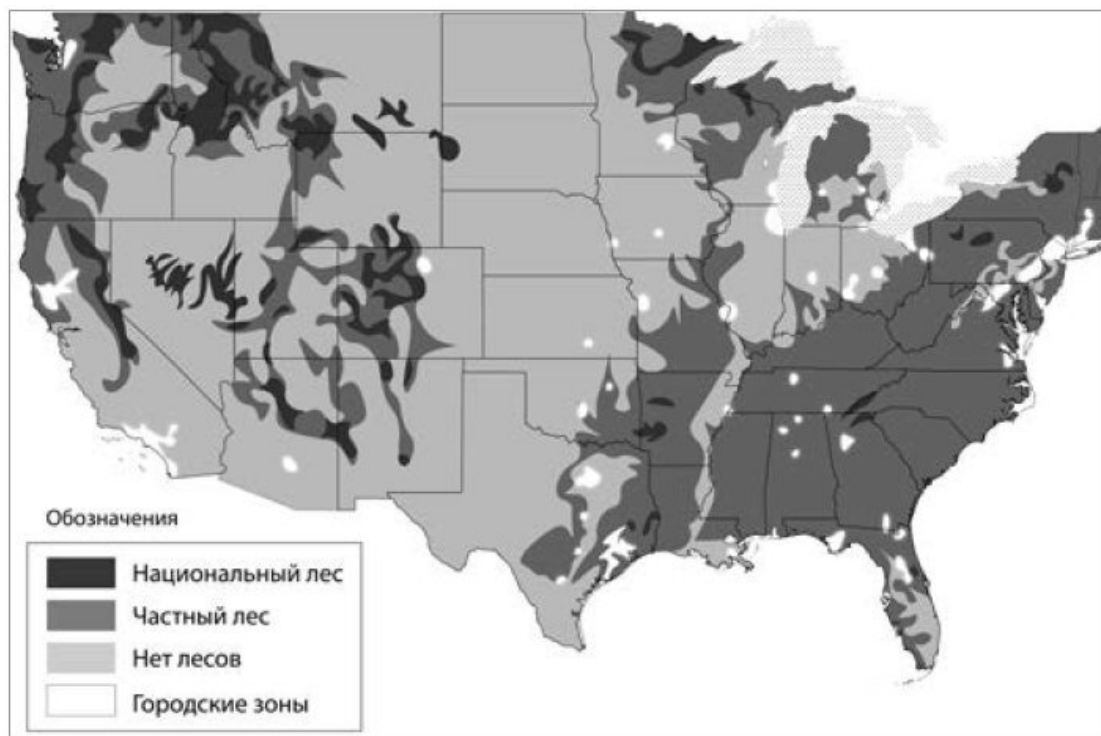 Обозначения
Национальный лес
Частный лес
Нет лесов
Городские зоны